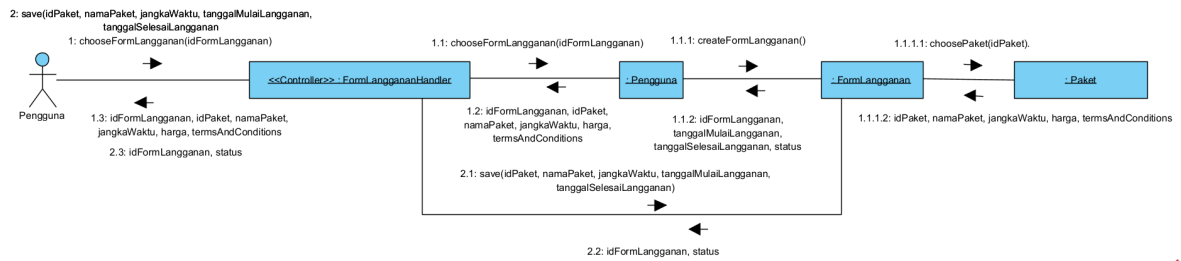 2: save(idPaket, namaPaket, jangkaWaktu, tanggalMulaiLangganan,
tanggalSelesaiLangganan
1: chooseFormLangganan(idFormLangganan)
1.1: chooseFormLangganan(idFormLangganan)
1.1.1: createFormLangganan()
1.1.1.1: choosePaket(idPaket).
<<Controller>> : FormLanggananHandler
: Pengguna
: FormLangganan
: Paket
Pengguna
1.3: idFormLangganan, idPaket, namaPaket,
jangkaWaktu, harga, termsAndConditions
2.3: idFormLangganan, status
1.2: idFormLangganan, idPaket,
namaPaket, jangkaWaktu, harga,
termsAndConditions
1.1.2: idFormLangganan,
tanggalMulaiLangganan,
tanggalSelesaiLangganan, status
1.1.1.2: idPaket, namaPaket, jangkaWaktu, harga, termsAndConditions
2.1: save(idPaket, namaPaket, jangkaWaktu, tanggalMulaiLangganan,
tanggalSelesaiLangganan)
2.2: idFormLangganan, status